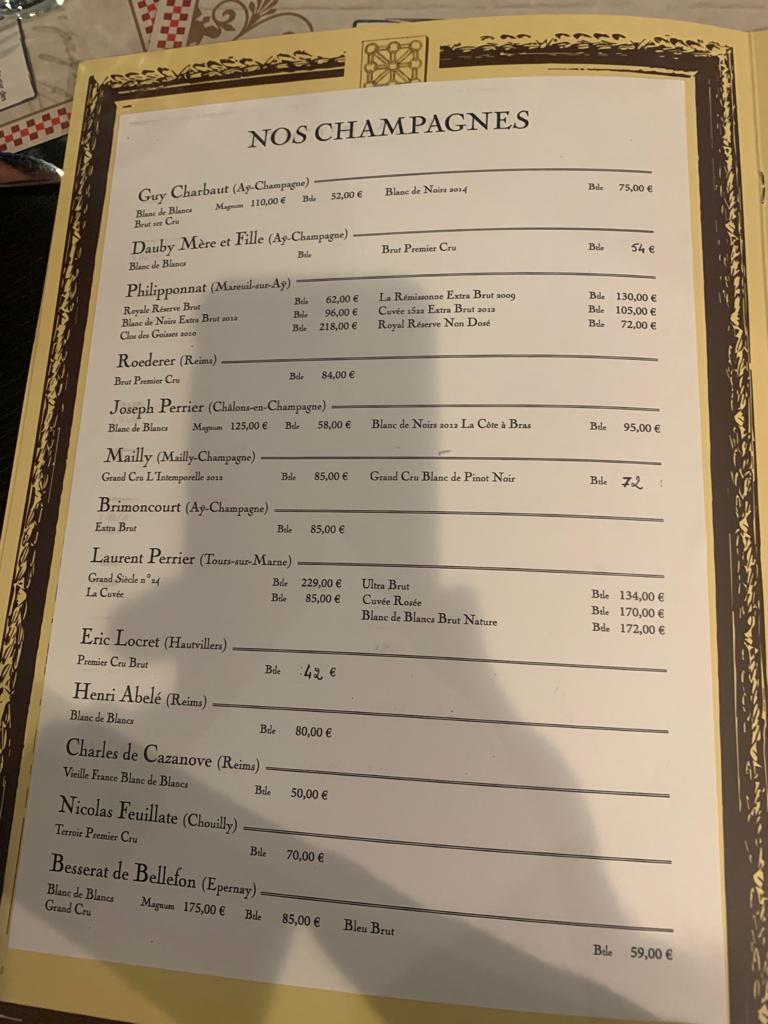 NOS CHAMPAGNES
Guy Charbaut (Aÿ-Champagne)
Blanc de Blancs Magnum 110,00 € Btle 52,00 € Blanc de Noirs 2014 Btle 75,00 €
Brut 1er Cru
Dauby Mère et Fille (Aÿ-Champagne)
Blanc de Blancs Btle Brut Premier Cru Btle 54 €
Philipponnat (Mareuil-sur-Aÿ)
Royale Réserve Brut Btle 62,00 € La Rémissonne Extra Brut 2009 Btle 130,00 €
Blanc de Noirs Extra Brut 2012 Btle 96,00 € Cuvée 1522 Extra Brut 2012 Btle 105,00 €
Clos des Goisses 2010 Btle 218,00 € Royal Réserve Non Dosé Btle 72,00 €
Roederer (Reims)
Brut Premier Cru Btle 84,00 €
Joseph Perrier (Châlons-en-Champagne)
Blanc de Blancs Magnum 125,00 € Btle 58,00 € Blanc de Noirs 2012 La Côte à Bras Btle 95,00 €
Mailly (Mailly-Champagne)
Grand Cru L'Intemporelle 2012 Btle 85,00 € Grand Cru Blanc de Pinot Noir Btle 72
Brimoncourt (Aÿ-Champagne)
Extra Brut Btle 85,00 €
Laurent Perrier (Tours-sur-Marne)
Grand Siècle n°24 Btle 229,00 € Ultra Brut Btle 134,00 €
La Cuvée Btle 85,00 € Cuvée Rosée Btle 170,00 €
Blanc de Blancs Brut Nature Btle 172,00 €
Eric Locret (Hautvillers)
Premier Cru Brut Btle 42 €
Henri Abelé (Reims)
Blanc de Blancs Btle 80,00 €
Charles de Cazanove (Reims)
Vieille France Blanc de Blancs Btle 50,00 €
Nicolas Feuillate (Chouilly)
Terroir Premier Cru Btle 70,00 €
Besserat de Bellefon (Epernay)
Blanc de Blancs Magnum 175,00 € Btle 85,00 € Bleu Brut Btle 59,00 €
Grand Cru